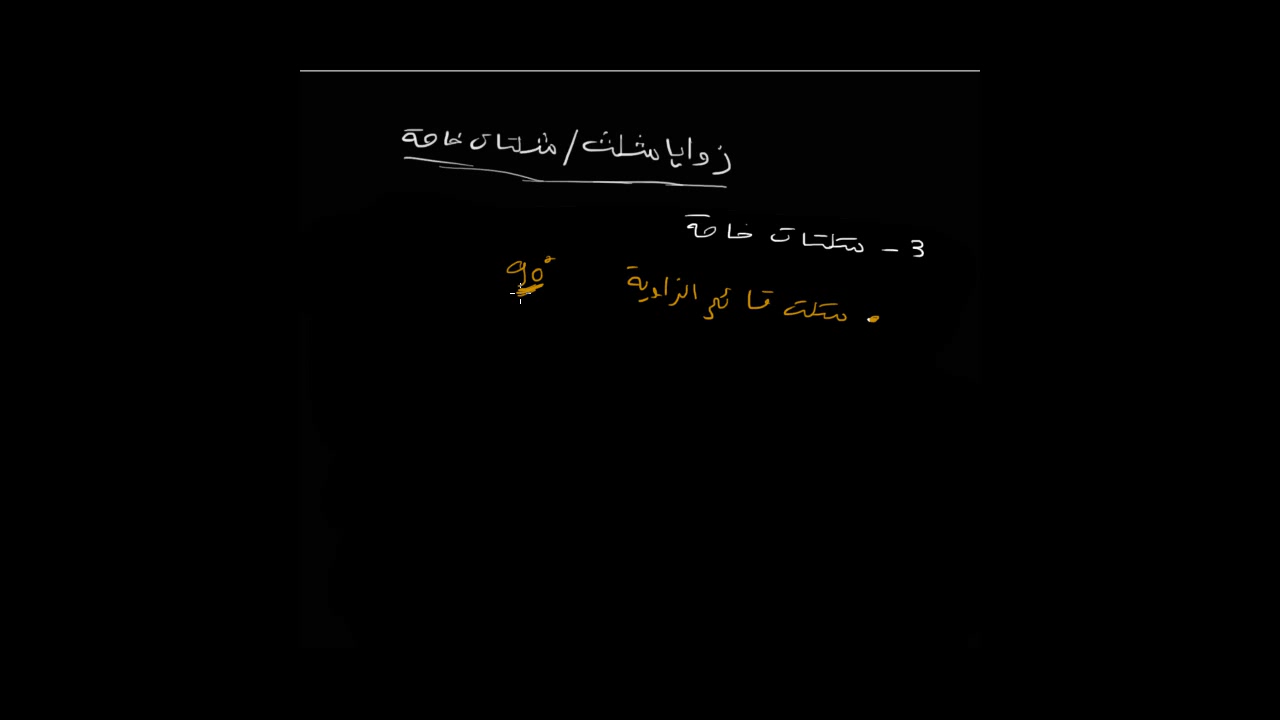 زوايا مثلث / مثلثات خاصة
3 - مثلثات خاصة
• مثلث قائم الزاوية 90°